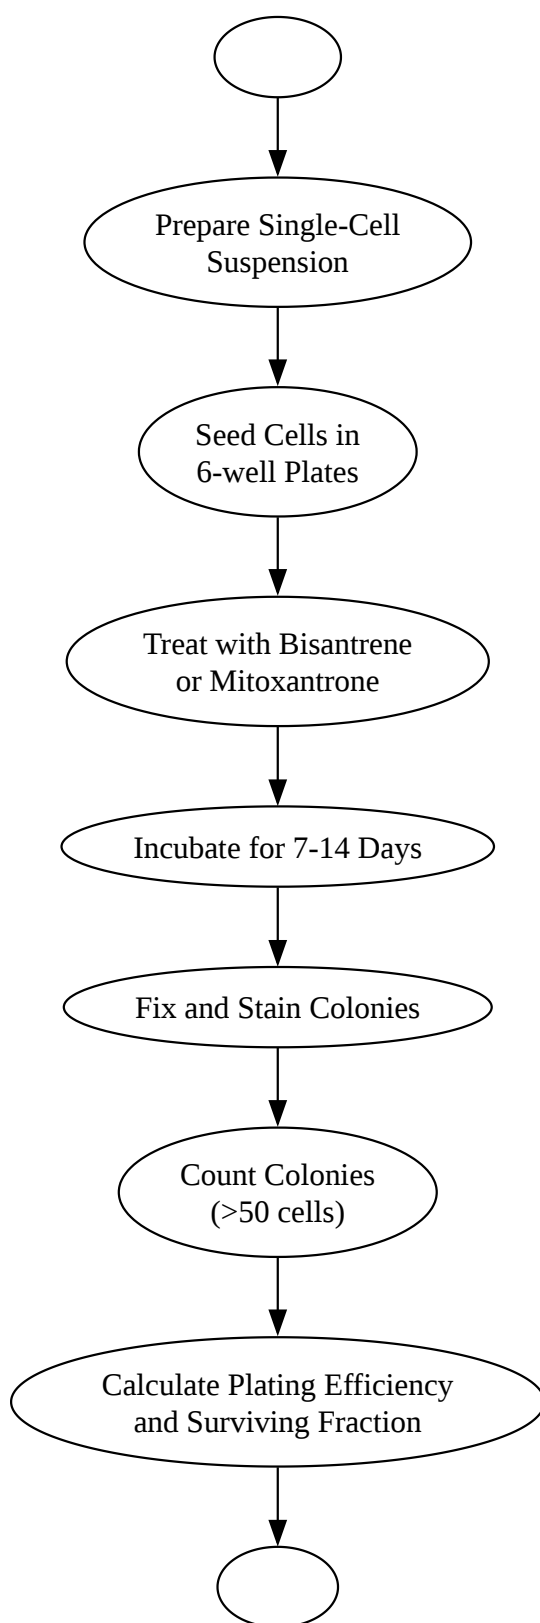 Prepare Single-Cell
Suspension
Seed Cells in
6-well Plates
Treat with Bisantrene
or Mitoxantrone
Incubate for 7-14 Days
Fix and Stain Colonies
Count Colonies
(>50 cells)
Calculate Plating Efficiency
and Surviving Fraction